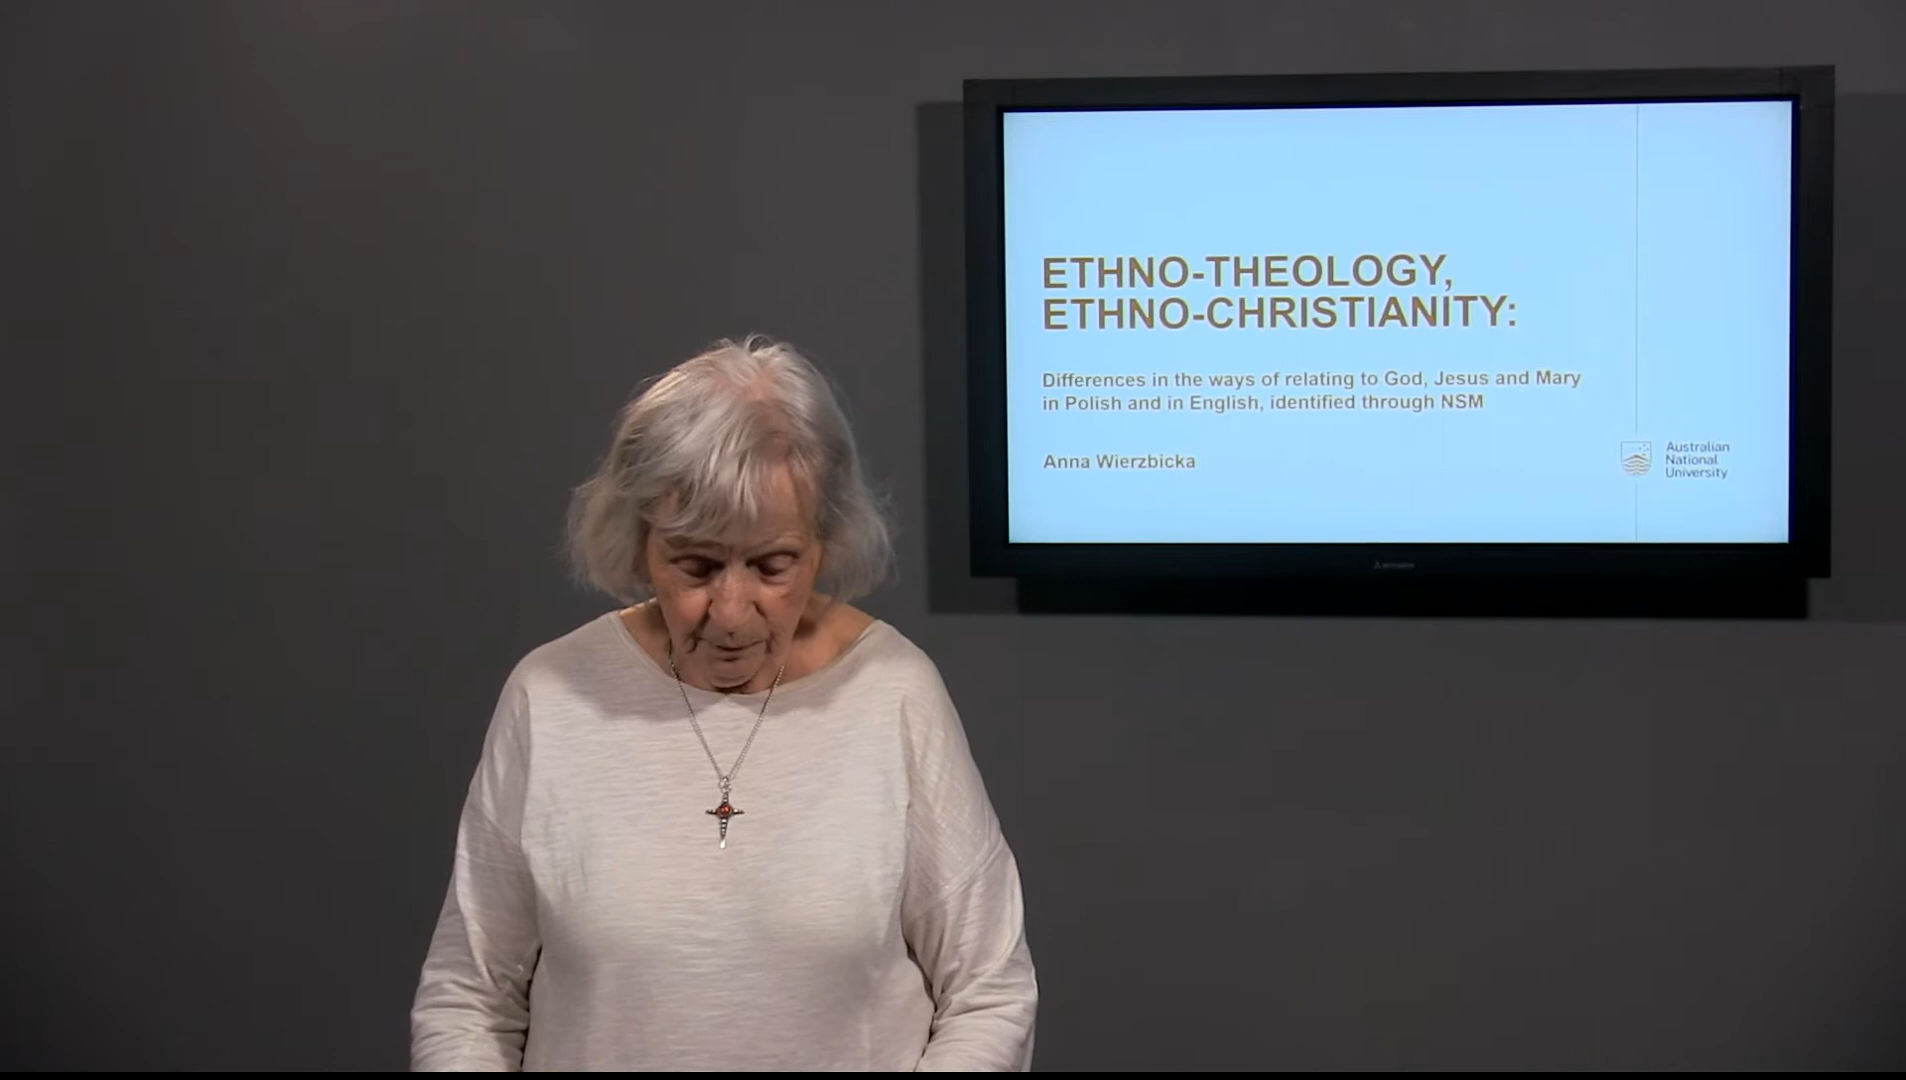 ETHNO-THEOLOGY,
ETHNO-CHRISTIANITY:
Differences in the ways of relating to God, Jesus and Mary
in Polish and in English, identified through NSM
Anna Wierzbicka
Australian
National
University